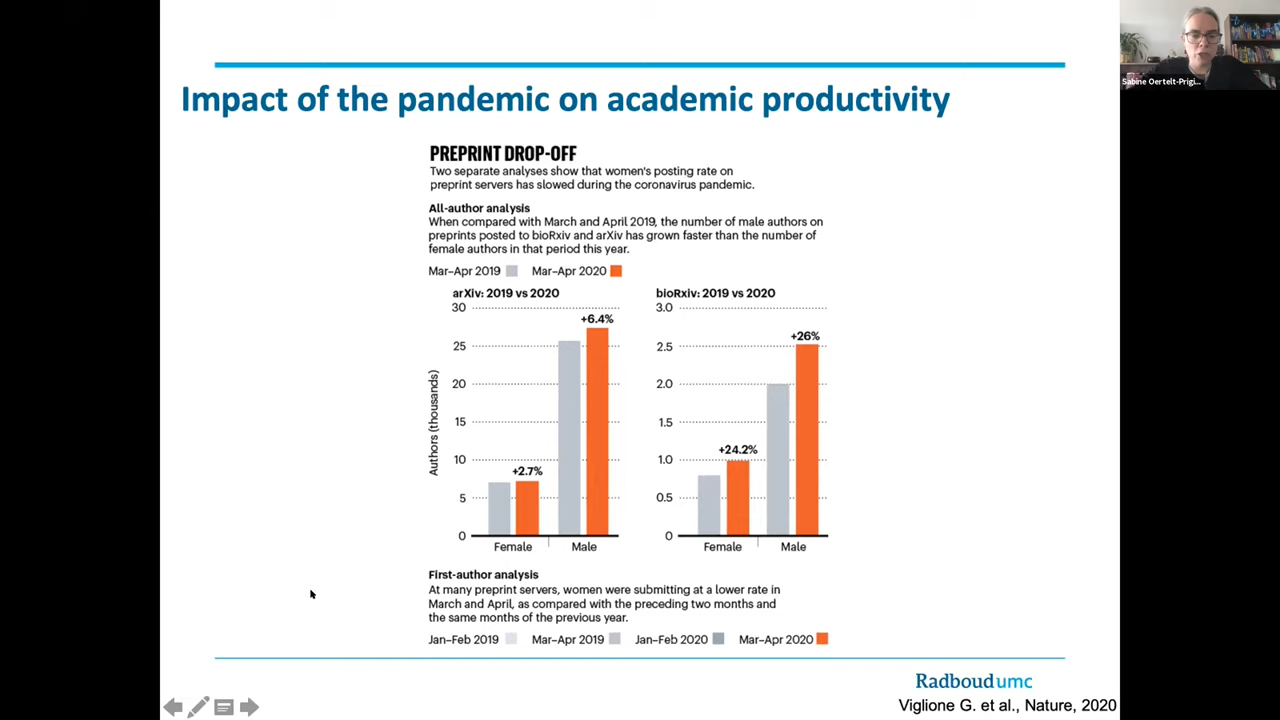 Sabine Oertelt-Prigi...
Impact of the pandemic on academic productivity
PREPRINT DROP-OFF
Two separate analyses show that women's posting rate on
preprint servers has slowed during the coronavirus pandemic.
All-author analysis
When compared with March and April 2019, the number of male authors on
preprints posted to bioRxiv and arXiv has grown faster than the number of
female authors in that period this year.
Mar–Apr 2019 Mar–Apr 2020
arXiv: 2019 vs 2020
30
25
20
15
10
5
0
Authors (thousands)
+2.7%
+6.4%
Female Male
bioRxiv: 2019 vs 2020
3.0
2.5
2.0
1.5
1.0
0.5
0
+24.2%
+26%
Female Male
First-author analysis
At many preprint servers, women were submitting at a lower rate in
March and April, as compared with the preceding two months and
the same months of the previous year.
Jan–Feb 2019 Mar–Apr 2019 Jan–Feb 2020 Mar–Apr 2020
Radboudumc
Viglione G. et al., Nature, 2020